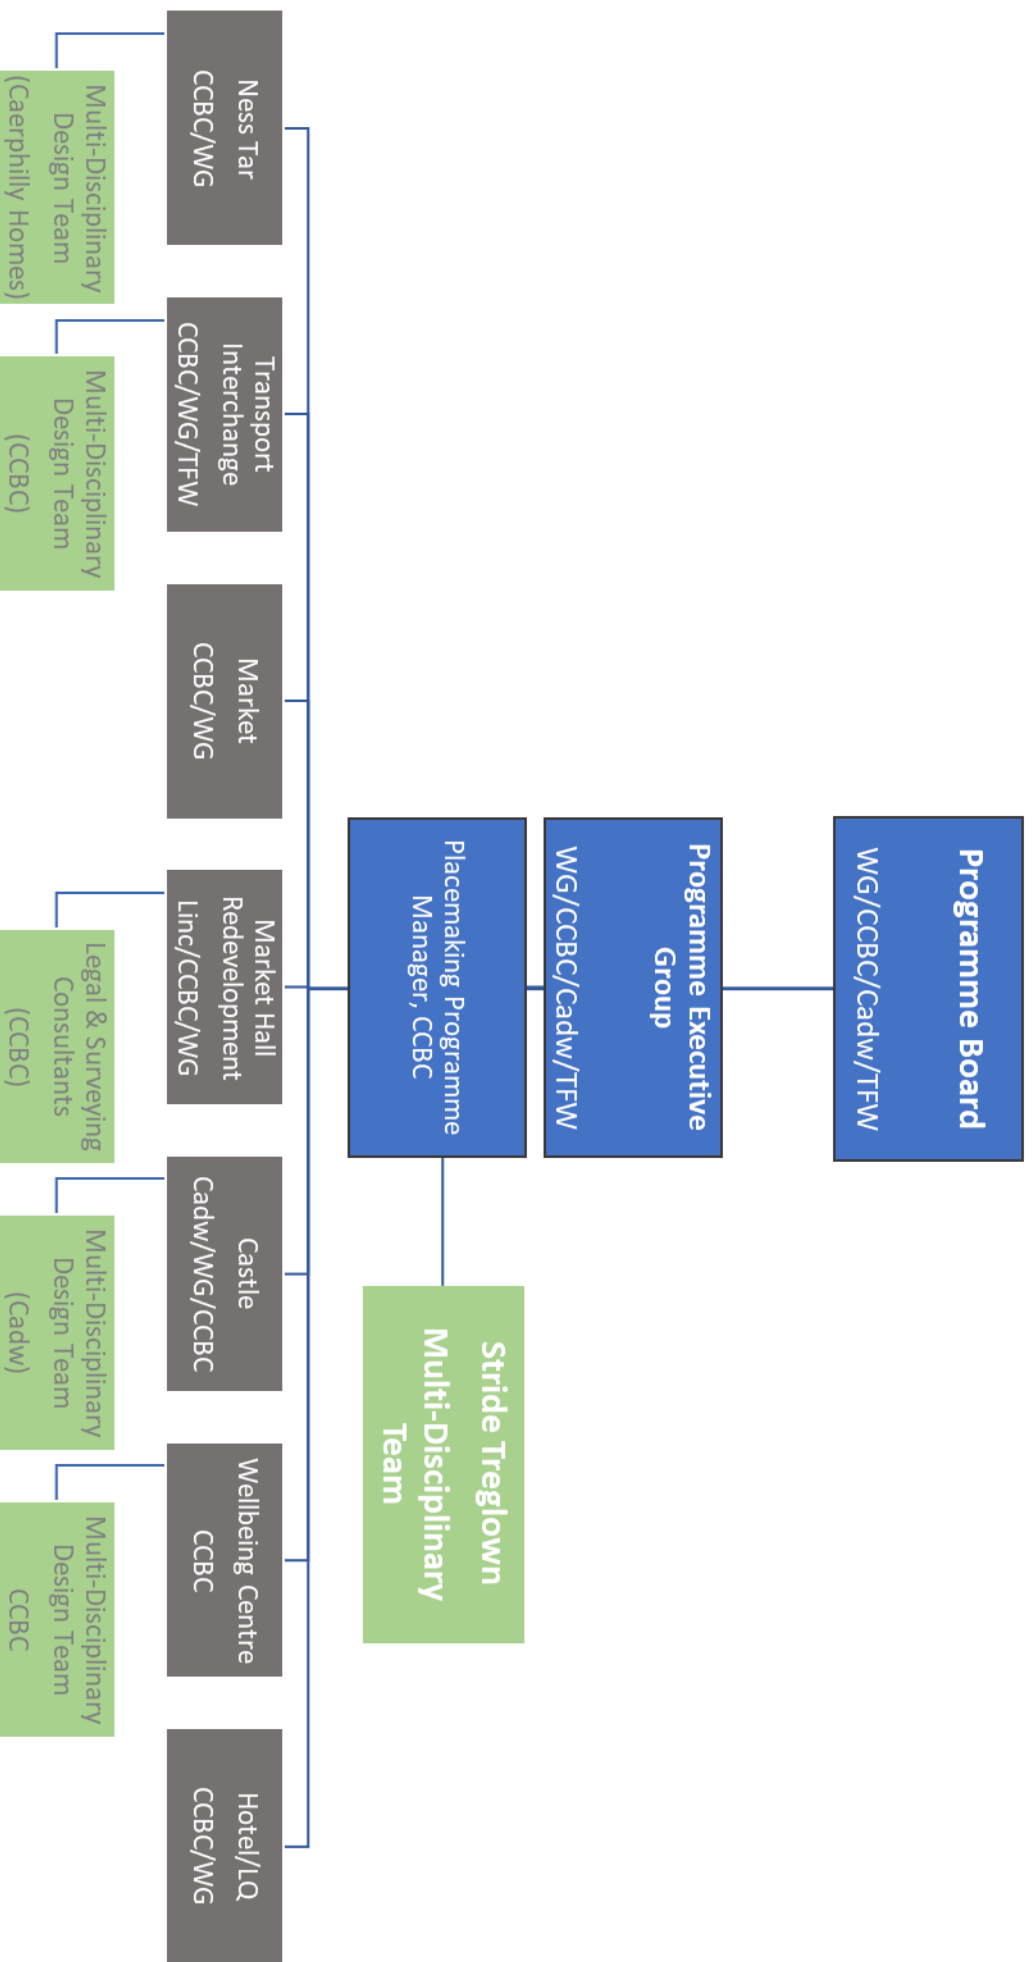 Programme Board
WG/CCBC/Cadw/TFW
Programme Executive
Group
WG/CCBC/Cadw/TFW
Placemaking Programme
Manager, CCBC
Stride Treglown
Multi-Disciplinary
Team
Ness Tar
CCBC/WG
Transport
Interchange
CCBC/WG/TFW
Market
CCBC/WG
Market Hall
Redevelopment
Linc/CCBC/WG
Castle
Cadw/WG/CCBC
Wellbeing Centre
CCBC
Hotel/LQ
CCBC/WG
Multi-Disciplinary
Design Team
(Caerphilly Homes)
Multi-Disciplinary
Design Team
(CCBC)
Legal & Surveying
Consultants
(CCBC)
Multi-Disciplinary
Design Team
(Cadw)
Multi-Disciplinary
Design Team
CCBC